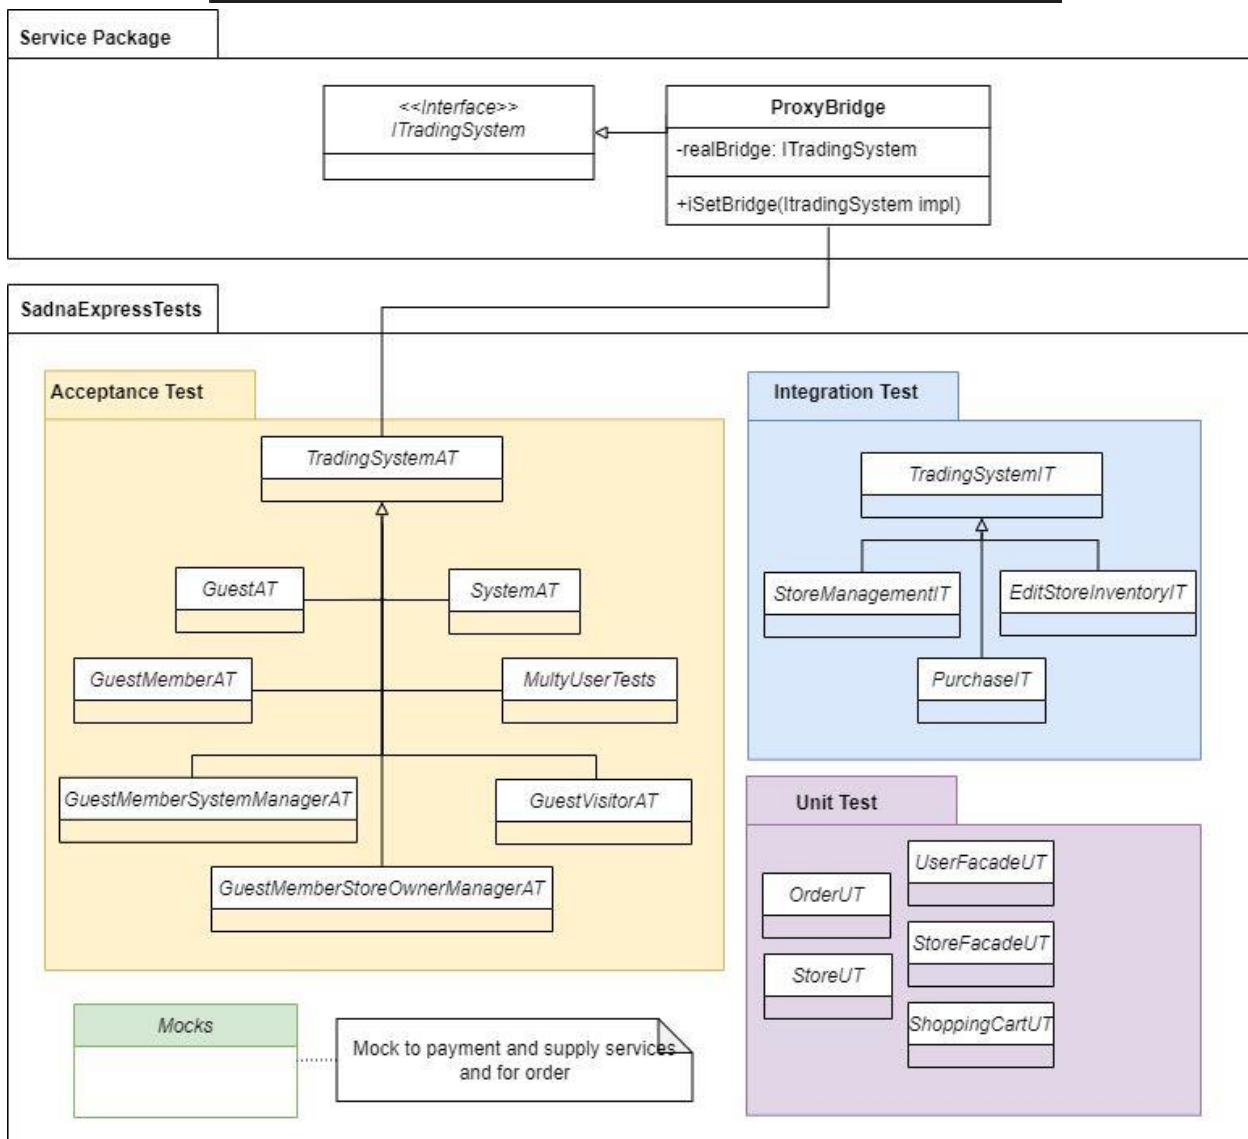 Service Package
<<Interface>>
ITradingSystem
ProxyBridge
-realBridge: ITradingSystem
+iSetBridge(ItradingSystem impl)
SadnaExpressTests
Acceptance Test
TradingSystemAT
GuestAT
SystemAT
GuestMemberAT
MultyUserTests
GuestMemberSystemManagerAT
GuestVisitorAT
GuestMemberStoreOwnerManagerAT
Integration Test
TradingSystemIT
StoreManagementIT
EditStoreInventoryIT
PurchaseIT
Unit Test
UserFacadeUT
OrderUT
StoreFacadeUT
StoreUT
ShoppingCartUT
Mocks
Mock to payment and supply services
and for order